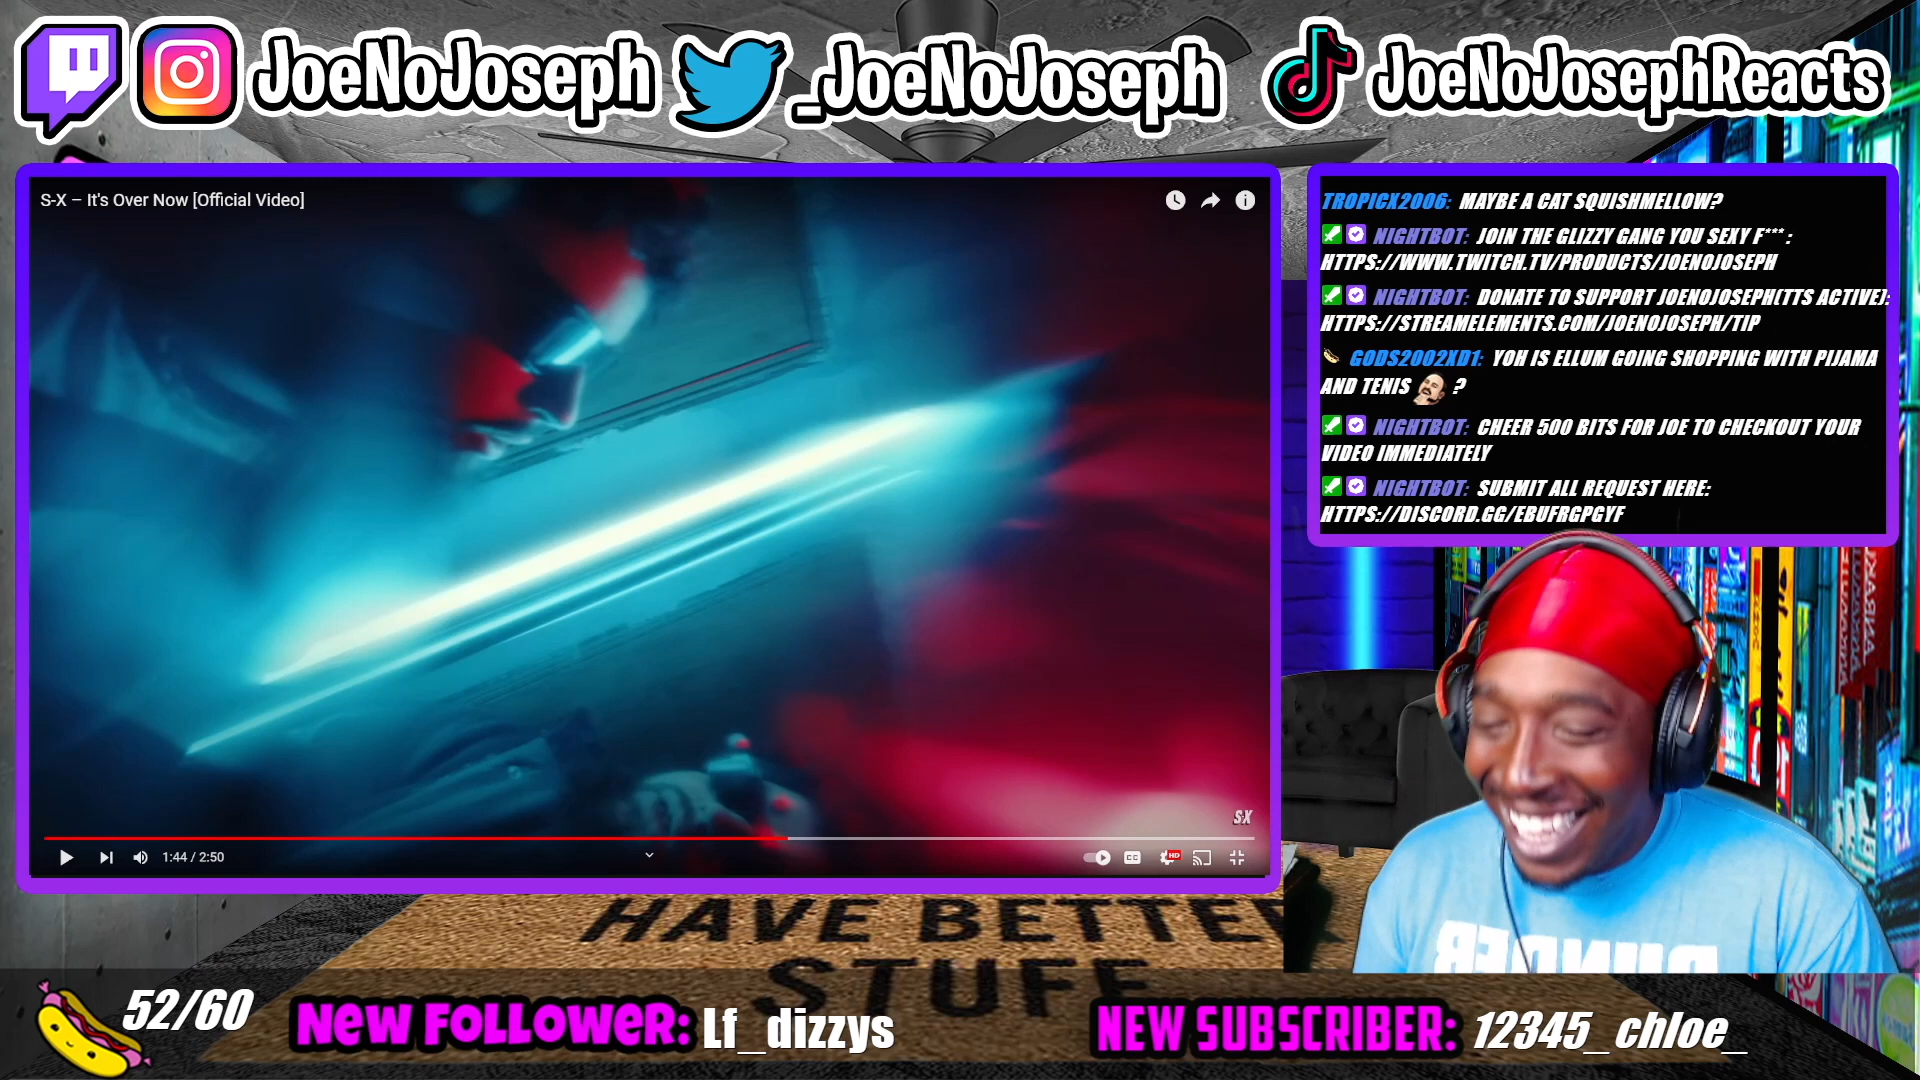 JoeNoJoseph
_JoeNoJoseph
JoeNoJosephReacts
S-X – It's Over Now [Official Video]
TROPICX2006: MAYBE A CAT SQUISHMELLOW?
NIGHTBOT: JOIN THE GLIZZY GANG YOU SEXY F*** :
HTTPS://WWW.TWITCH.TV/PRODUCTS/JOENOJOSEPH
NIGHTBOT: DONATE TO SUPPORT JOENOJOSEPH(TTS ACTIVE):
HTTPS://STREAMELEMENTS.COM/JOENOJOSEPH/TIP
GODS2002XD1: YOH IS ELLUM GOING SHOPPING WITH PIJAMA
AND TENIS ?
NIGHTBOT: CHEER 500 BITS FOR JOE TO CHECKOUT YOUR
VIDEO IMMEDIATELY
NIGHTBOT: SUBMIT ALL REQUEST HERE:
HTTPS://DISCORD.GG/EBUFRGPGYF
S-X
1:44 / 2:50
CC
HD
HAVE BETTER
STUFF
52/60
NEW FOLLOWER: Lf_dizzys
NEW SUBSCRIBER: 12345_chloe_